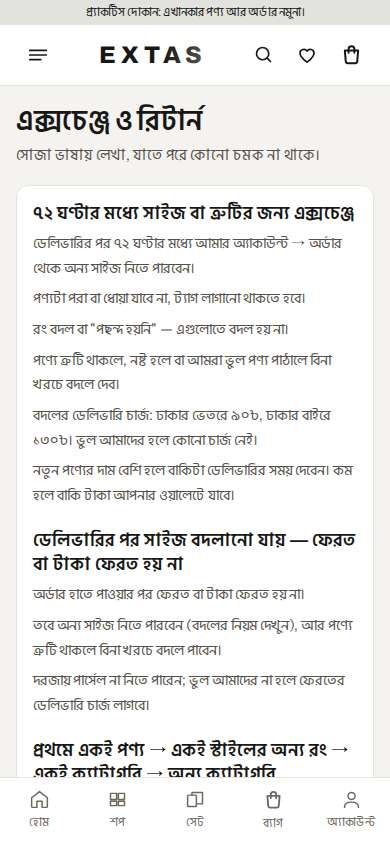 প্র্যাকটিস দোকান: এখানকার পণ্য আর অর্ডার নমুনা।
EXTAS
এক্সচেঞ্জ ও রিটার্ন
সোজা ভাষায় লেখা, যাতে পরে কোনো চমক না থাকে।
৭২ ঘণ্টার মধ্যে সাইজ বা ত্রুটির জন্য এক্সচেঞ্জ
ডেলিভারির পর ৭২ ঘণ্টার মধ্যে আমার অ্যাকাউন্ট → অর্ডার
থেকে অন্য সাইজ নিতে পারবেন।
পণ্যটা পরা বা ধোয়া যাবে না, ট্যাগ লাগানো থাকতে হবে।
রং বদল বা "পছন্দ হয়নি" — এগুলোতে বদল হয় না।
পণ্যে ত্রুটি থাকলে, নষ্ট হলে বা আমরা ভুল পণ্য পাঠালে বিনা
খরচে বদলে দেব।
বদলের ডেলিভারি চার্জ: ঢাকার ভেতরে ৯০৳, ঢাকার বাইরে
১৩০৳। ভুল আমাদের হলে কোনো চার্জ নেই।
নতুন পণ্যের দাম বেশি হলে বাকিটা ডেলিভারির সময় দেবেন। কম
হলে বাকি টাকা আপনার ওয়ালেটে যাবে।
ডেলিভারির পর সাইজ বদলানো যায় — ফেরত
বা টাকা ফেরত হয় না
অর্ডার হাতে পাওয়ার পর ফেরত বা টাকা ফেরত হয় না।
তবে অন্য সাইজ নিতে পারবেন (বদলের নিয়ম দেখুন), আর পণ্যে
ত্রুটি থাকলে বিনা খরচে বদলে পাবেন।
দরজায় পার্সেল না নিতে পারেন; ভুল আমাদের না হলে ফেরতের
ডেলিভারি চার্জ লাগবে।
প্রথমে একই পণ্য → একই স্টাইলের অন্য রং →
একই ক্যাটাগরি → অন্য ক্যাটাগরি
হোম
শপ
সেট
ব্যাগ
অ্যাকাউন্ট